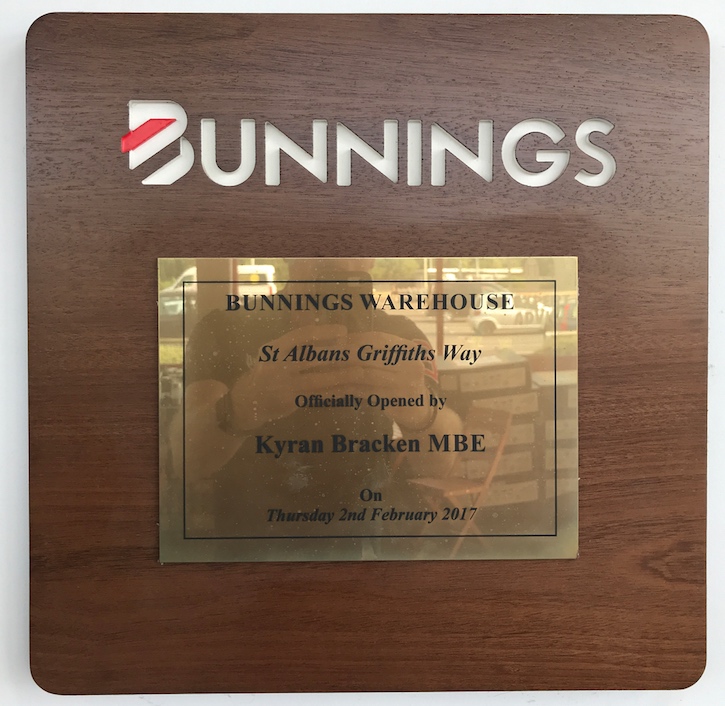 BUNNINGS
BUNNINGS WAREHOUSE
St Albans Griffiths Way
Officially Opened by
Kyran Bracken MBE
On
Thursday 2nd February 2017